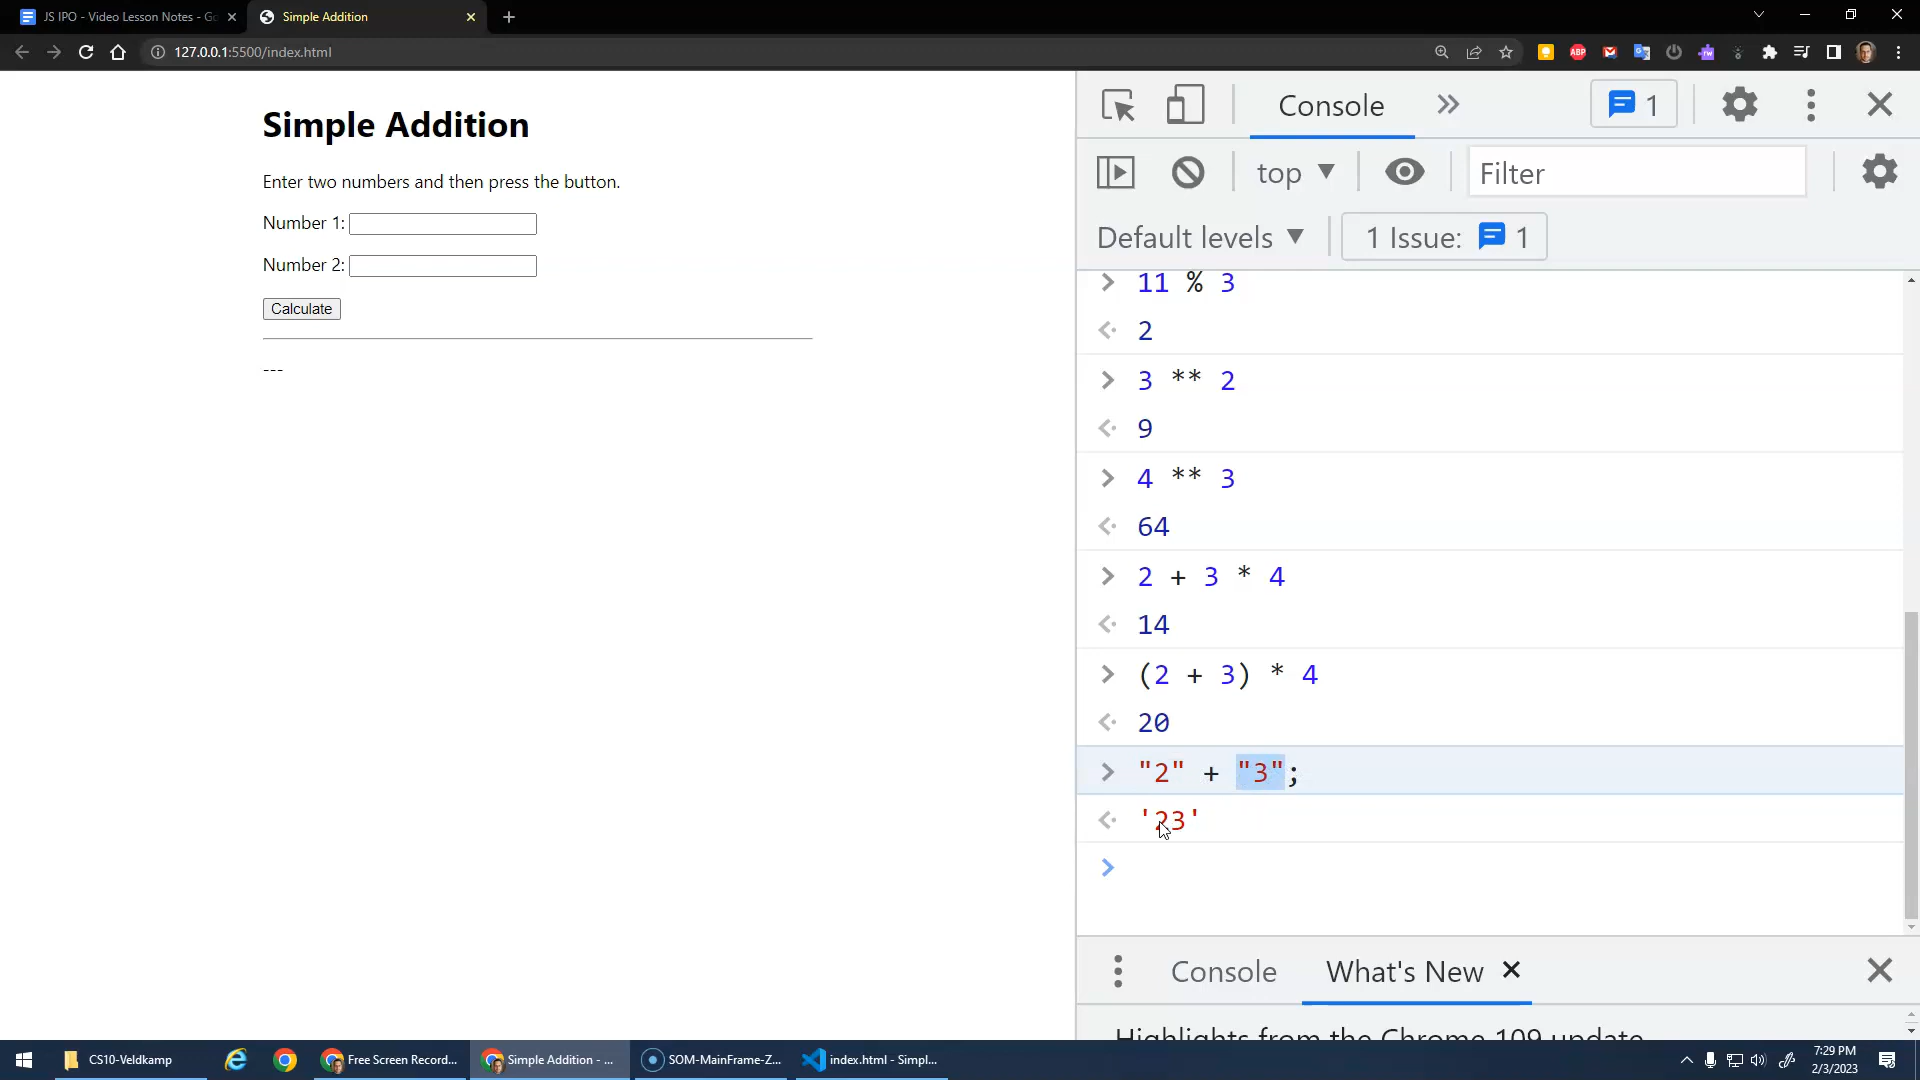 JS IPO - Video Lesson Notes - Go
Simple Addition
127.0.0.1:5500/index.html
ABP
rw
Simple Addition
Enter two numbers and then press the button.
Number 1:
Number 2:
Calculate
---
Console
1
top
Filter
Default levels
1 Issue: 1
11 % 3
2
3 ** 2
9
4 ** 3
64
2 + 3 * 4
14
(2 + 3) * 4
20
"2" + "3";
'23'
Console
What's New
Highlights from the Chrome 109 update
CS10-Veldkamp
Free Screen Record...
Simple Addition - ...
SOM-MainFrame-Z...
index.html - Simpl...
7:29 PM
2/3/2023